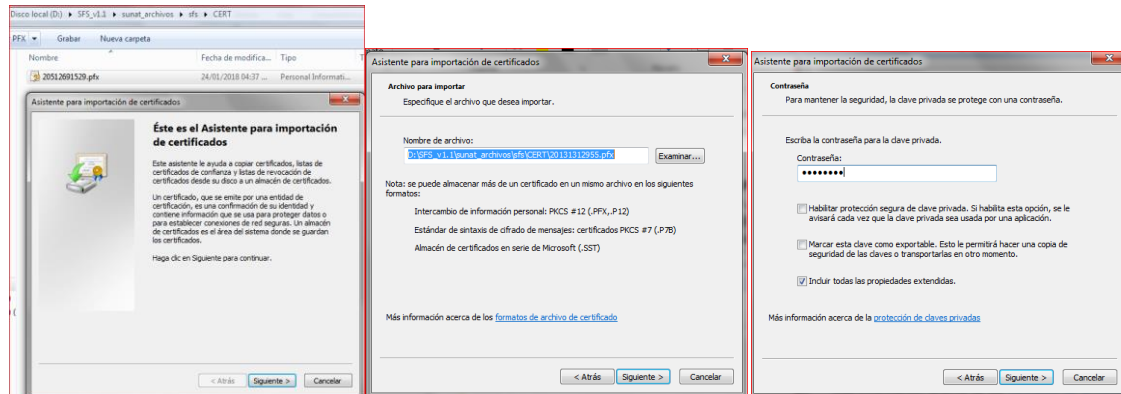 Disco local (D:) ▸ SFS_v1.1 ▸ sunat_archivos ▸ sfs ▸ CERT
PFX Grabar Nueva carpeta
Nombre Fecha de modifica... Tipo T
20512691529.pfx 24/01/2018 04:37 ... Personal Informati...
Asistente para importación de certificados
Éste es el Asistente para importación
de certificados
Este asistente le ayuda a copiar certificados, listas de
certificados de confianza y listas de revocación de
certificados desde su disco a un almacén de certificados.
Un certificado, que se emite por una entidad de
certificación, es una confirmación de su identidad y
contiene información que se usa para proteger datos o
para establecer conexiones de red seguras. Un almacén
de certificados es el área del sistema donde se guardan
los certificados.
Haga clic en Siguiente para continuar.
< Atrás Siguiente > Cancelar
Asistente para importación de certificados
Archivo para importar
Especifique el archivo que desea importar.
Nombre de archivo:
D:\SFS_v1.1\sunat_archivos\sfs\CERT\20131312955.pfx Examinar...
Nota: se puede almacenar más de un certificado en un mismo archivo en los siguientes
formatos:
Intercambio de información personal: PKCS #12 (.PFX,.P12)
Estándar de sintaxis de cifrado de mensajes: certificados PKCS #7 (.P7B)
Almacén de certificados en serie de Microsoft (.SST)
Más información acerca de los formatos de archivo de certificado
< Atrás Siguiente > Cancelar
Asistente para importación de certificados
Contraseña
Para mantener la seguridad, la clave privada se protege con una contraseña.
Escriba la contraseña para la clave privada.
Contraseña:
●●●●●●●●
Habilitar protección segura de clave privada. Si habilita esta opción, se le
avisará cada vez que la clave privada sea usada por una aplicación.
Marcar esta clave como exportable. Esto le permitirá hacer una copia de
seguridad de las claves o transportarlas en otro momento.
Incluir todas las propiedades extendidas.
Más información acerca de la protección de claves privadas
< Atrás Siguiente > Cancelar